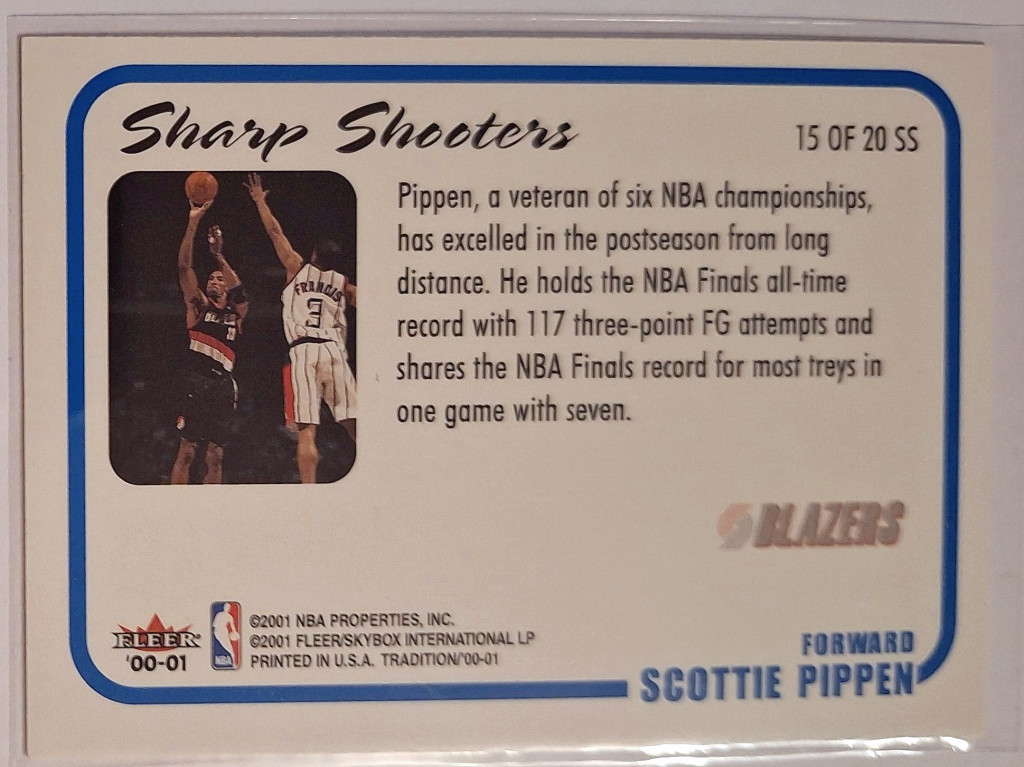 Sharp Shooters
15 OF 20 SS
Pippen, a veteran of six NBA championships,
has excelled in the postseason from long
distance. He holds the NBA Finals all-time
record with 117 three-point FG attempts and
shares the NBA Finals record for most treys in
one game with seven.
FRANCIS
3
BLAZERS
FLEER
'00-01
NBA
©2001 NBA PROPERTIES, INC.
©2001 FLEER/SKYBOX INTERNATIONAL LP
PRINTED IN U.S.A. TRADITION/'00-01
FORWARD
SCOTTIE PIPPEN